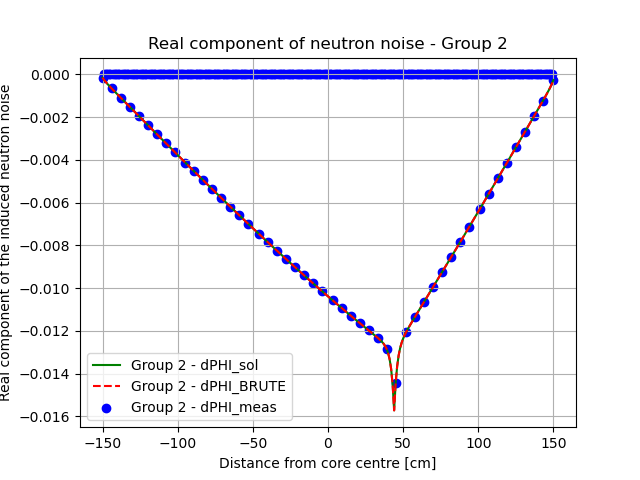 Real component of neutron noise - Group 2
Real component of the induced neutron noise
0.000
−0.002
−0.004
−0.006
−0.008
−0.010
−0.012
−0.014
−0.016
Group 2 - dPHI_sol
Group 2 - dPHI_BRUTE
Group 2 - dPHI_meas
−150
−100
−50
0
50
100
150
Distance from core centre [cm]